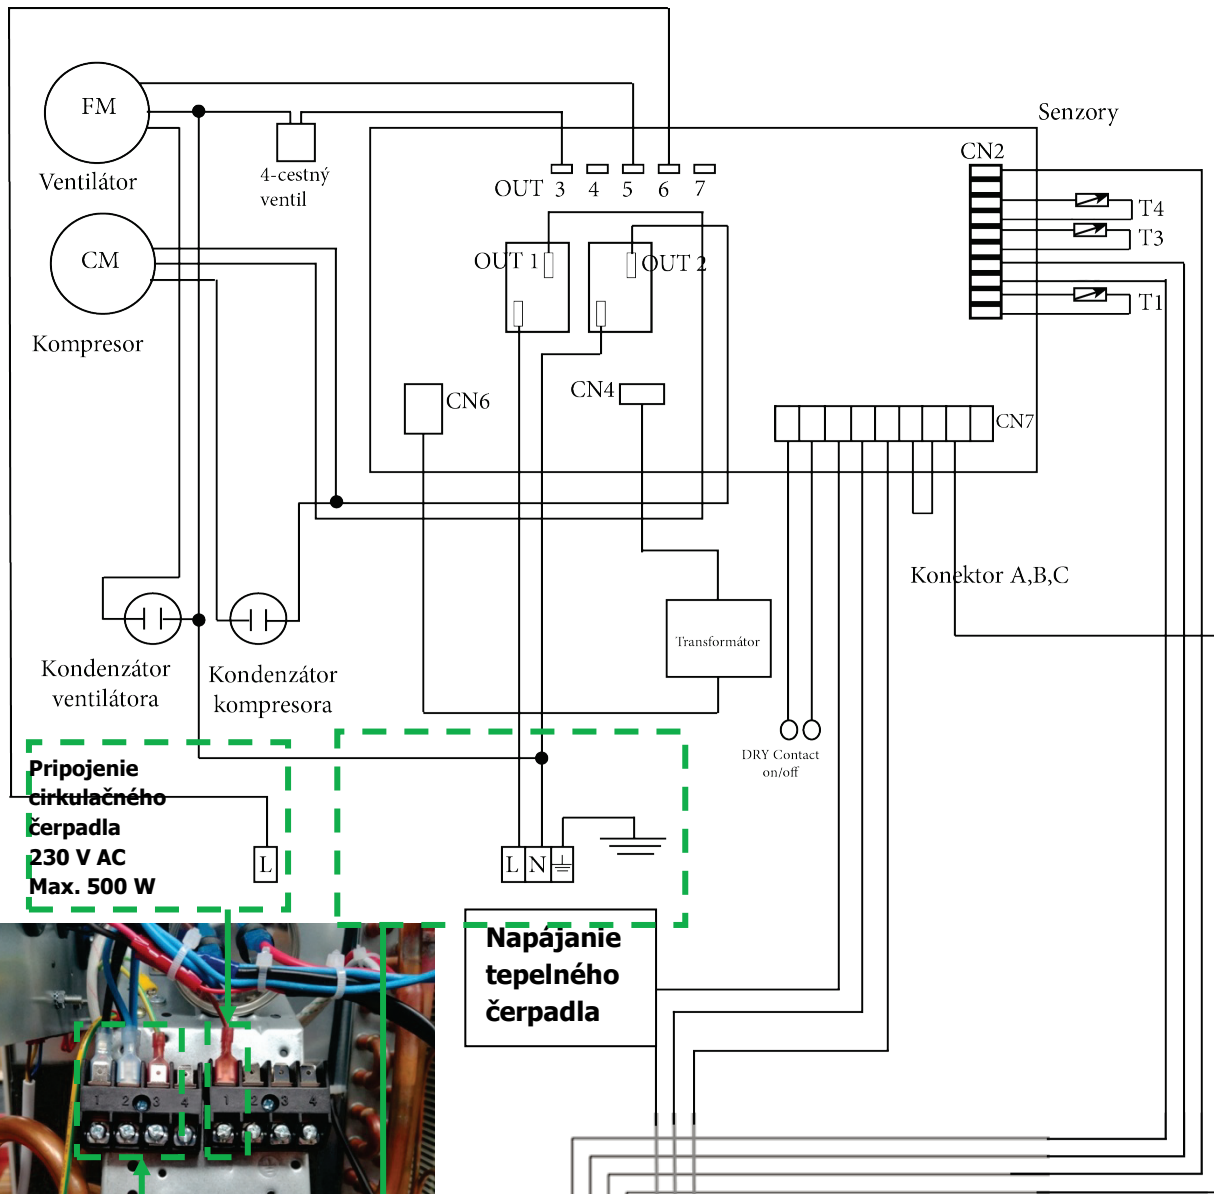 FM
Ventilátor
4-cestný
ventil
OUT 3 4 5 6 7
Senzory
CN2
T4
T3
T1
CM
Kompresor
OUT 1
OUT 2
CN6
CN4
CN7
Konektor A,B,C
Transformátor
Kondenzátor
ventilátora
Kondenzátor
kompresora
DRY Contact
on/off
Pripojenie
cirkulačného
čerpadla
230 V AC
Max. 500 W
L
L N
Napájanie
tepelného
čerpadla
1 2 3 4
1 2 3 4